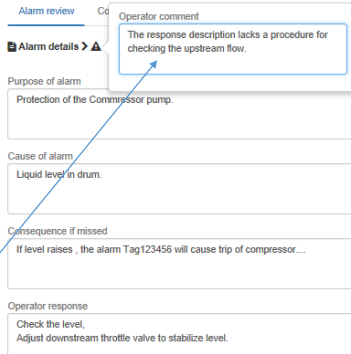 Alarm review Co
Operator comment
The response description lacks a procedure for
checking the upstream flow.
Alarm details
Purpose of alarm
Protection of the Commressor pump.
Cause of alarm
Liquid level in drum.
Consequence if missed
If level raises , the alarm Tag123456 will cause trip of compressor....
Operator response
Check the level,
Adjust downstream throttle valve to stabilize level.